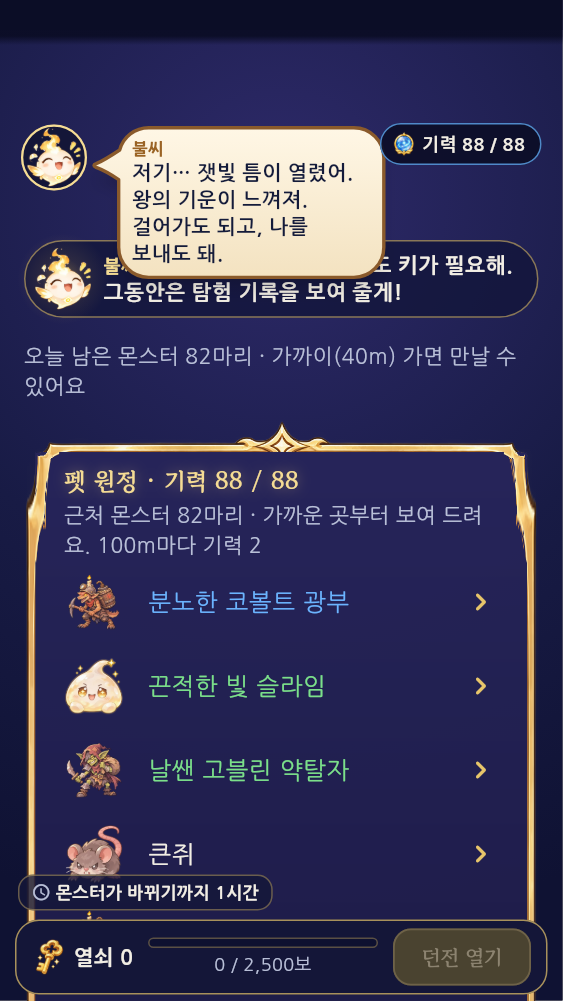 불씨
저기… 잿빛 틈이 열렸어.
왕의 기운이 느껴져.
걸어가도 되고, 나를
보내도 돼.
기력 88 / 88
도 키가 필요해.
그동안은 탐험 기록을 보여 줄게!
오늘 남은 몬스터 82마리 · 가까이(40m) 가면 만날 수
있어요
펫 원정 · 기력 88 / 88
근처 몬스터 82마리 · 가까운 곳부터 보여 드려
요. 100m마다 기력 2
분노한 코볼트 광부
끈적한 빛 슬라임
날쌘 고블린 약탈자
큰쥐
몬스터가 바뀌기까지 1시간
열쇠 0
0 / 2,500보
던전 열기